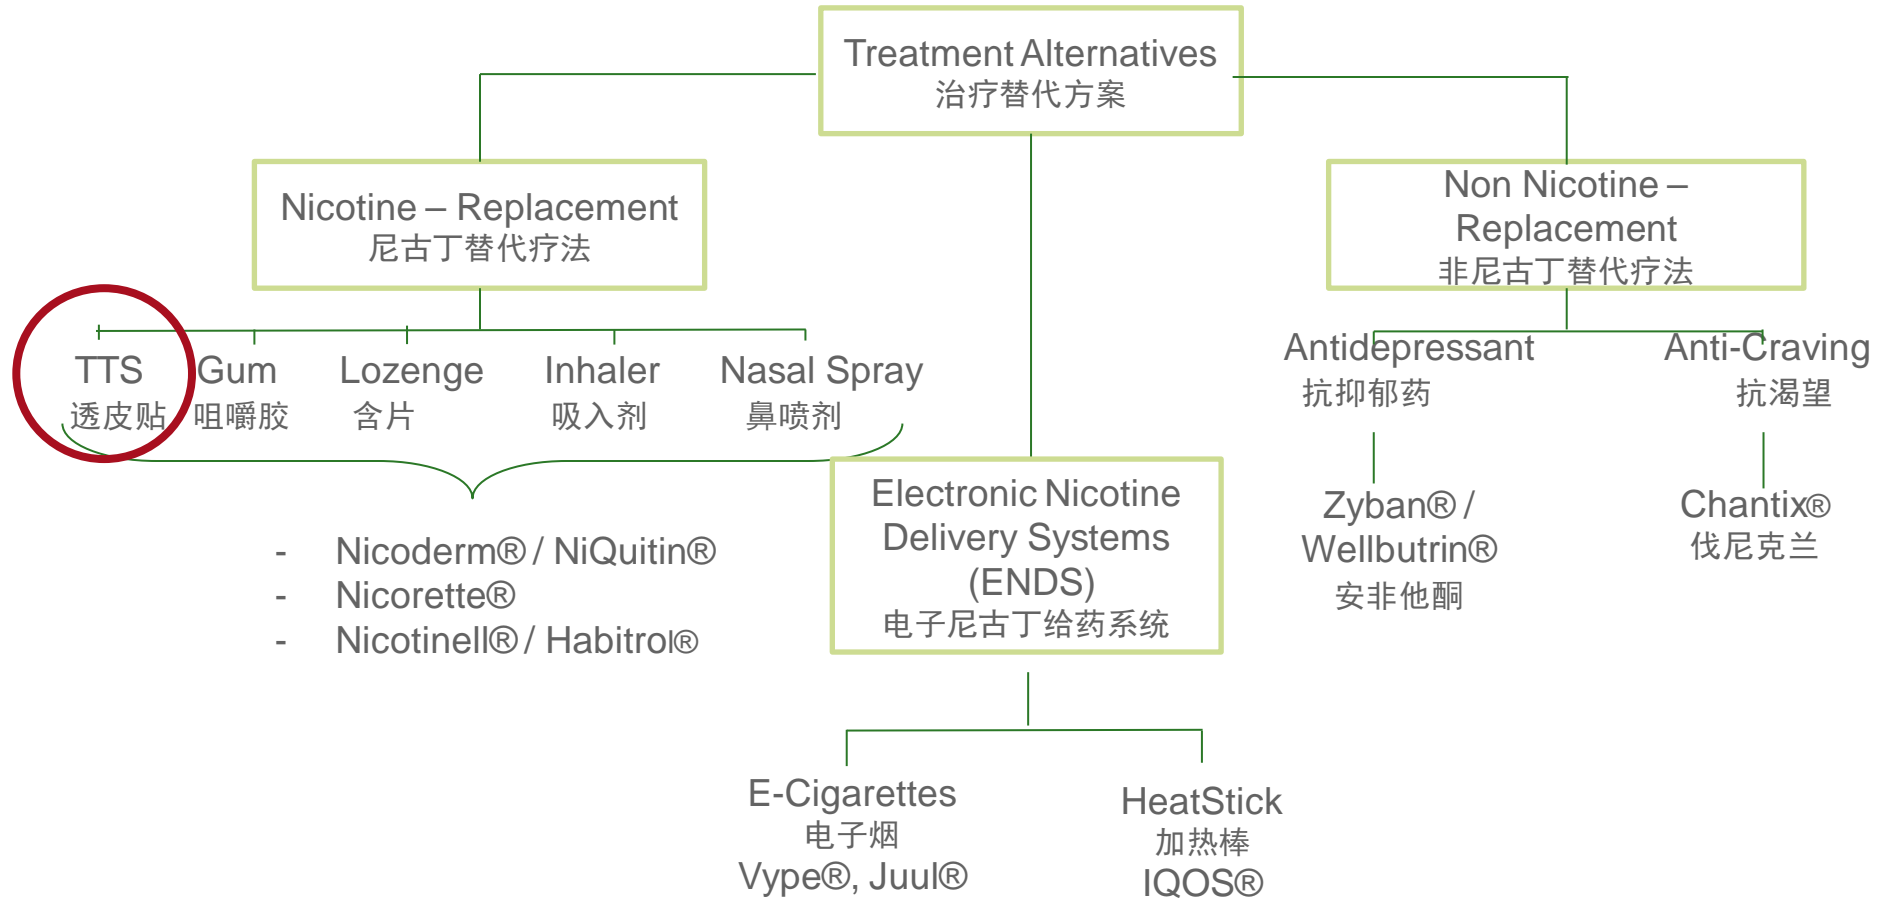 Treatment Alternatives
治疗替代方案
Nicotine – Replacement
尼古丁替代疗法
Non Nicotine –
Replacement
非尼古丁替代疗法
TTS
透皮贴
Gum
咀嚼胶
Lozenge
含片
Inhaler
吸入剂
Nasal Spray
鼻喷剂
- Nicoderm® / NiQuitin®
- Nicorette®
- Nicotinell® / Habitrol®
Electronic Nicotine
Delivery Systems
(ENDS)
电子尼古丁给药系统
E-Cigarettes
电子烟
Vype®, Juul®
HeatStick
加热棒
IQOS®
Antidepressant
抗抑郁药
Zyban® /
Wellbutrin®
安非他酮
Anti-Craving
抗渴望
Chantix®
伐尼克兰